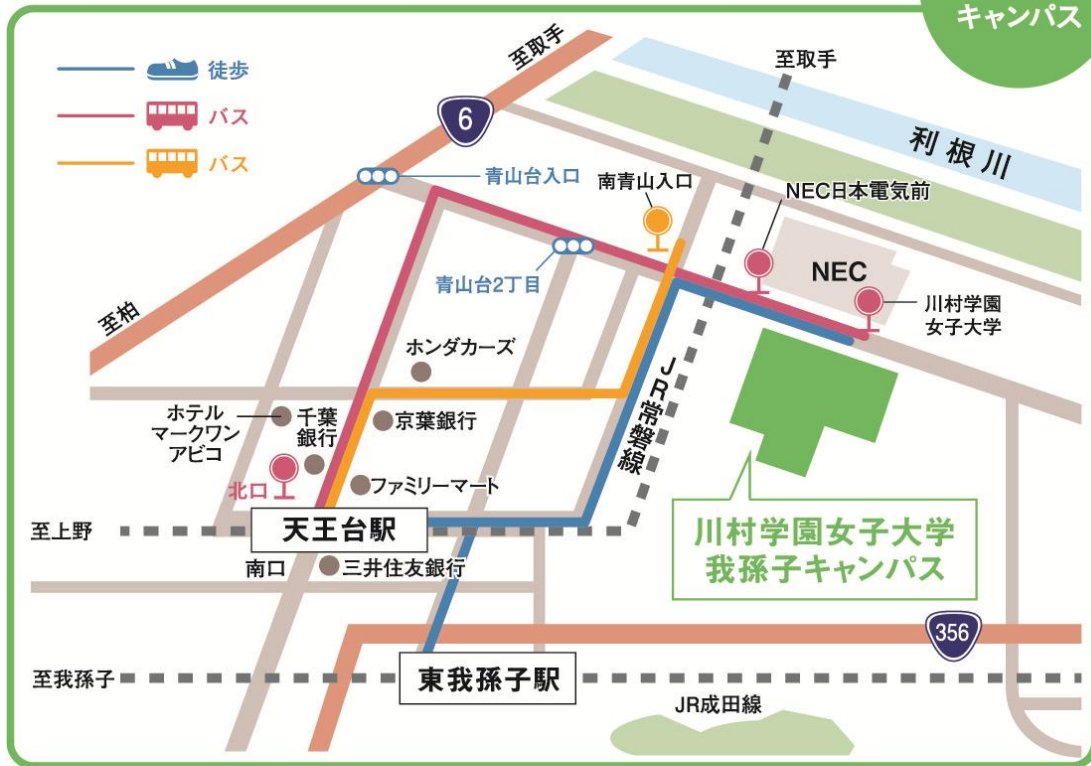 キャンパス
徒歩
バス
バス
至取手
6
至取手
利根川
青山台入口
南青山入口
NEC日本電気前
NEC
青山台2丁目
川村学園
女子大学
至柏
ホンダカーズ
JR常磐線
ホテル
マークワン
アビコ
千葉
銀行
京葉銀行
北口
ファミリーマート
至上野
天王台駅
川村学園女子大学
我孫子キャンパス
南口
三井住友銀行
356
至我孫子
東我孫子駅
JR成田線